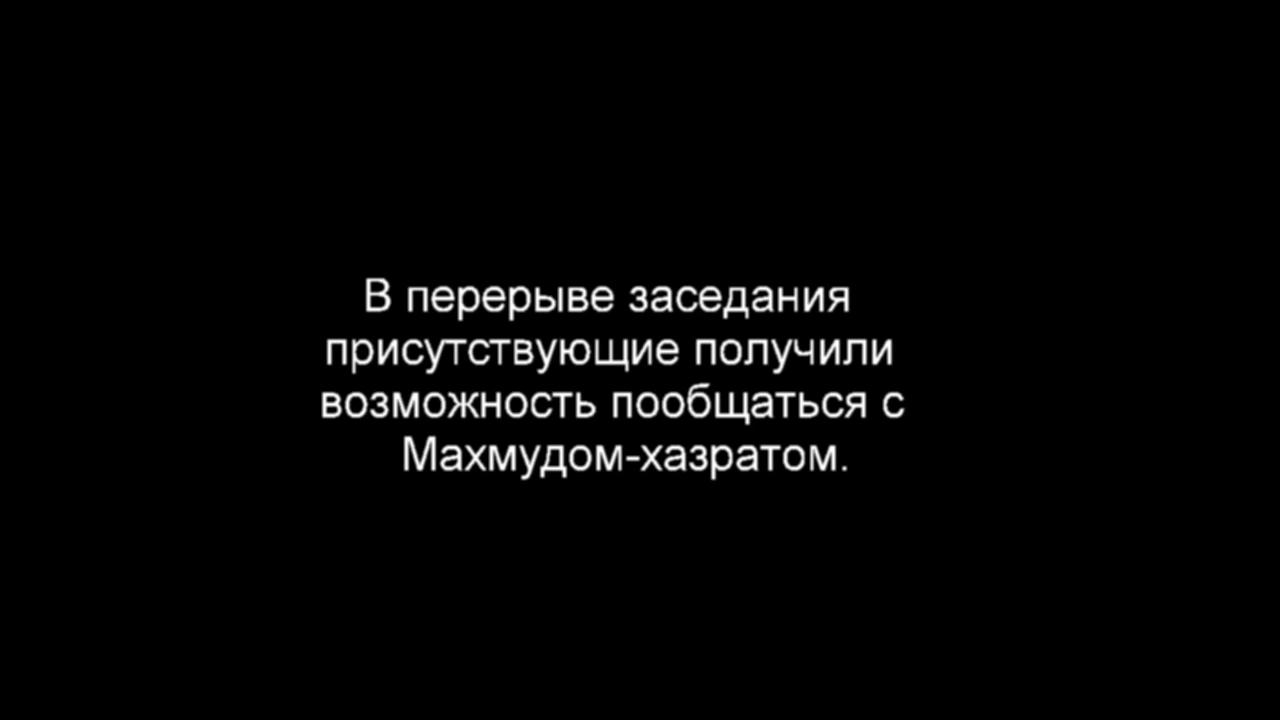 В перерыве заседания
присутствующие получили
возможность пообщаться с
Махмудом-хазратом.